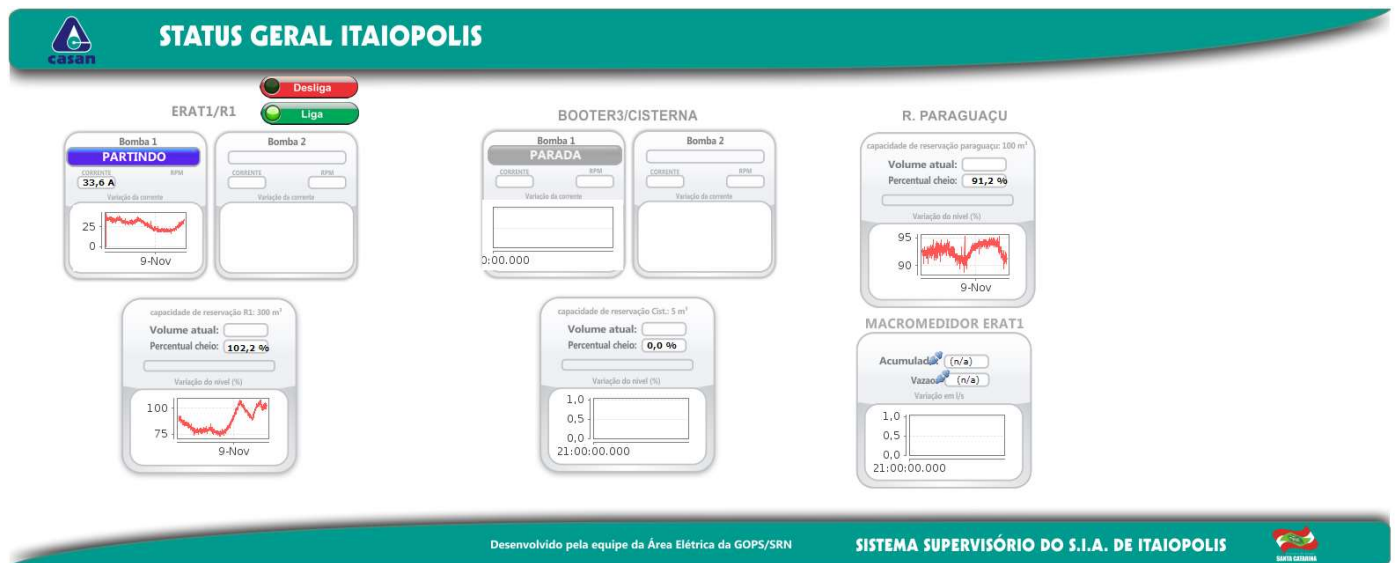 casan
STATUS GERAL ITAIOPOLIS
Desliga
Liga
ERAT1/R1
Bomba 1
PARTINDO
CORRENTE
RPM
33,6 A
Variação da corrente
25
0
9-Nov
Bomba 2
CORRENTE
RPM
Variação da corrente
capacidade de reservação R1: 300 m³
Volume atual:
Percentual cheio: 102,2 %
Variação do nível (%)
100
75
9-Nov
BOOTER3/CISTERNA
Bomba 1
PARADA
CORRENTE
RPM
Variação da corrente
0:00.000
Bomba 2
CORRENTE
RPM
Variação da corrente
capacidade de reservação Cist.: 5 m³
Volume atual:
Percentual cheio: 0,0 %
Variação do nível (%)
1,0
0,5
0,0
21:00:00.000
R. PARAGUAÇU
capacidade de reservação paraguaçu: 100 m³
Volume atual:
Percentual cheio: 91,2 %
Variação do nível (%)
95
90
9-Nov
MACROMEDIDOR ERAT1
Acumulado (n/a)
Vazao (n/a)
Variação em l/s
1,0
0,5
0,0
21:00:00.000
Desenvolvido pela equipe da Área Elétrica da GOPS/SRN
SISTEMA SUPERVISÓRIO DO S.I.A. DE ITAIOPOLIS
SANTA CATARINA